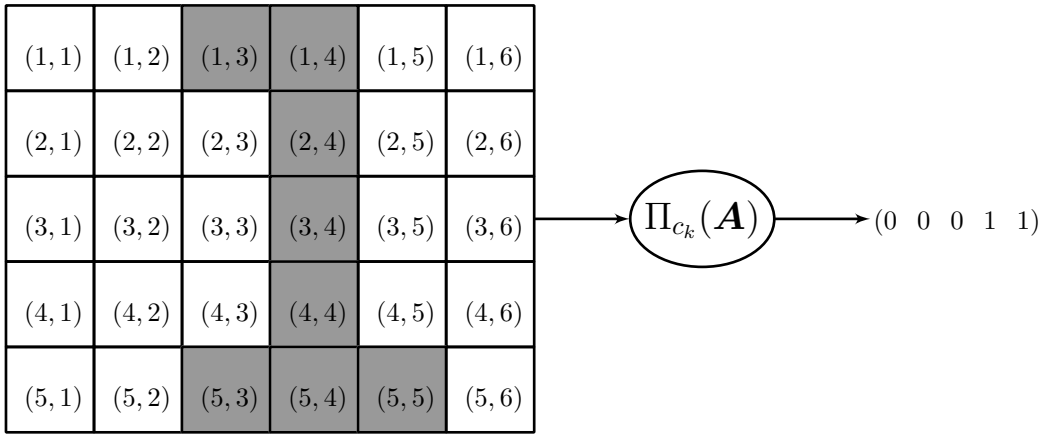 (1, 1) (1, 2) (1, 3) (1, 4) (1, 5) (1, 6)
(2, 1) (2, 2) (2, 3) (2, 4) (2, 5) (2, 6)
(3, 1) (3, 2) (3, 3) (3, 4) (3, 5) (3, 6)
(4, 1) (4, 2) (4, 3) (4, 4) (4, 5) (4, 6)
(5, 1) (5, 2) (5, 3) (5, 4) (5, 5) (5, 6)
Π_{c_k}(A)
(0 0 0 1 1)